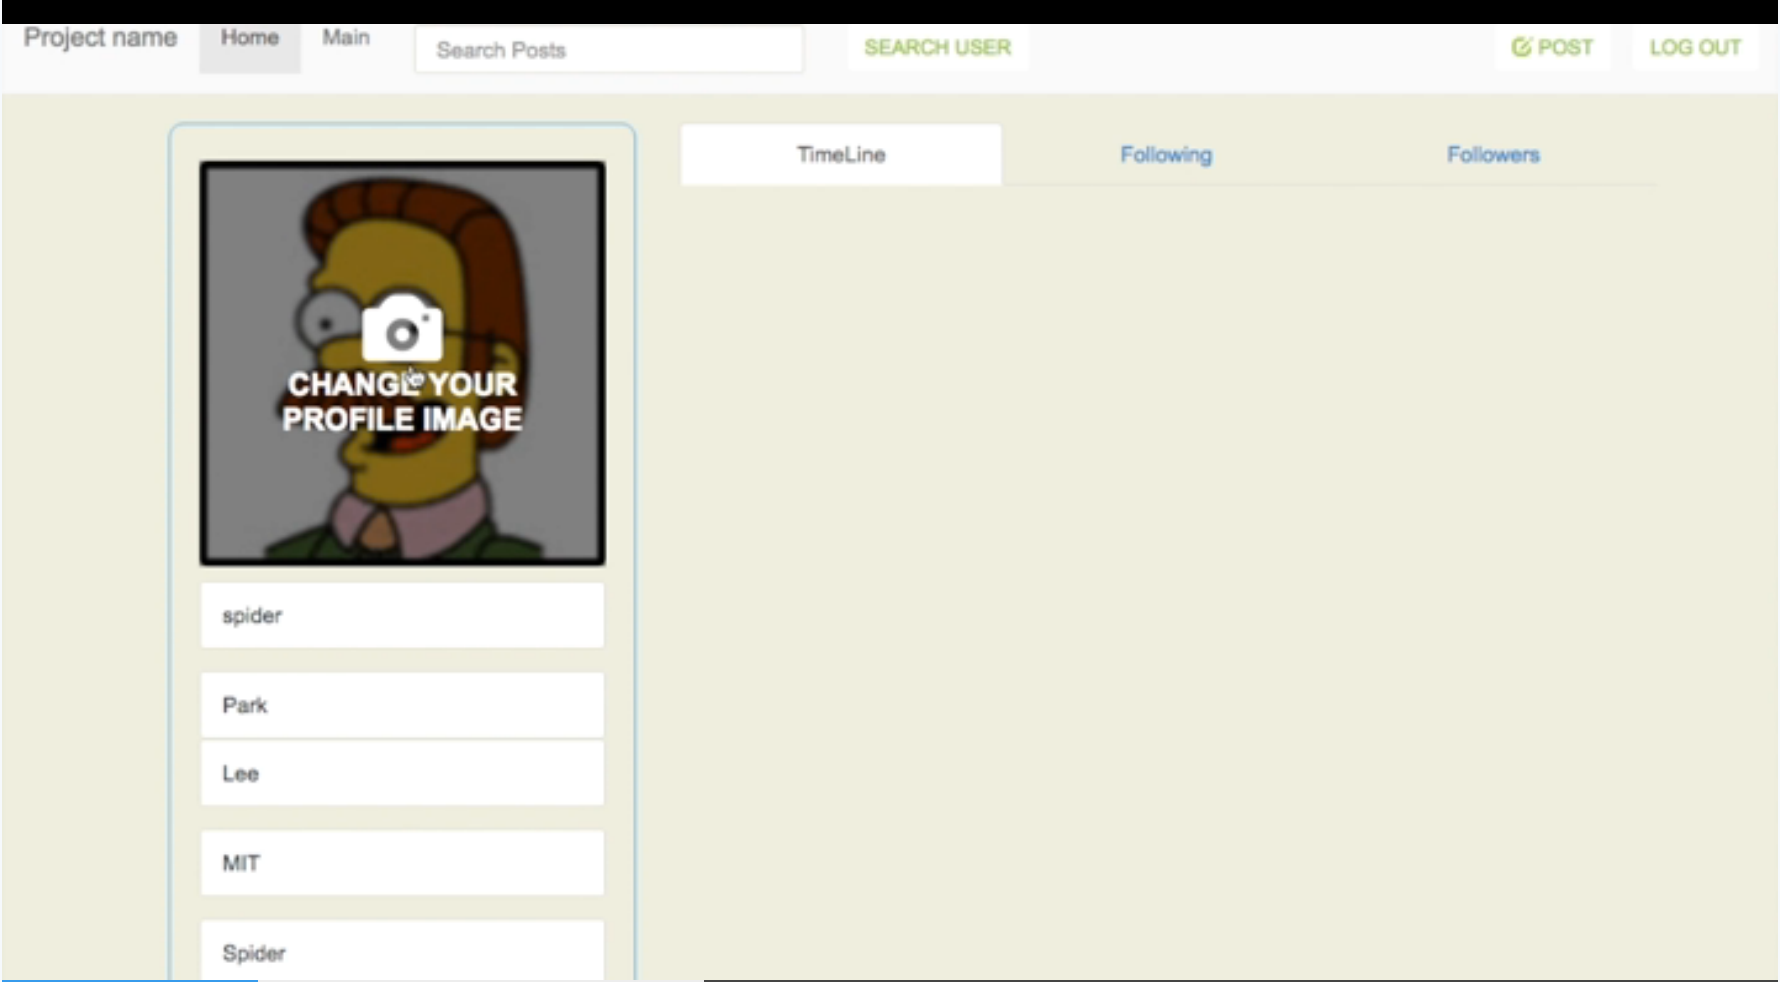 Project name
Home
Main
Search Posts
SEARCH USER
POST
LOG OUT
TimeLine
Following
Followers
CHANGE YOUR
PROFILE IMAGE
spider
Park
Lee
MIT
Spider